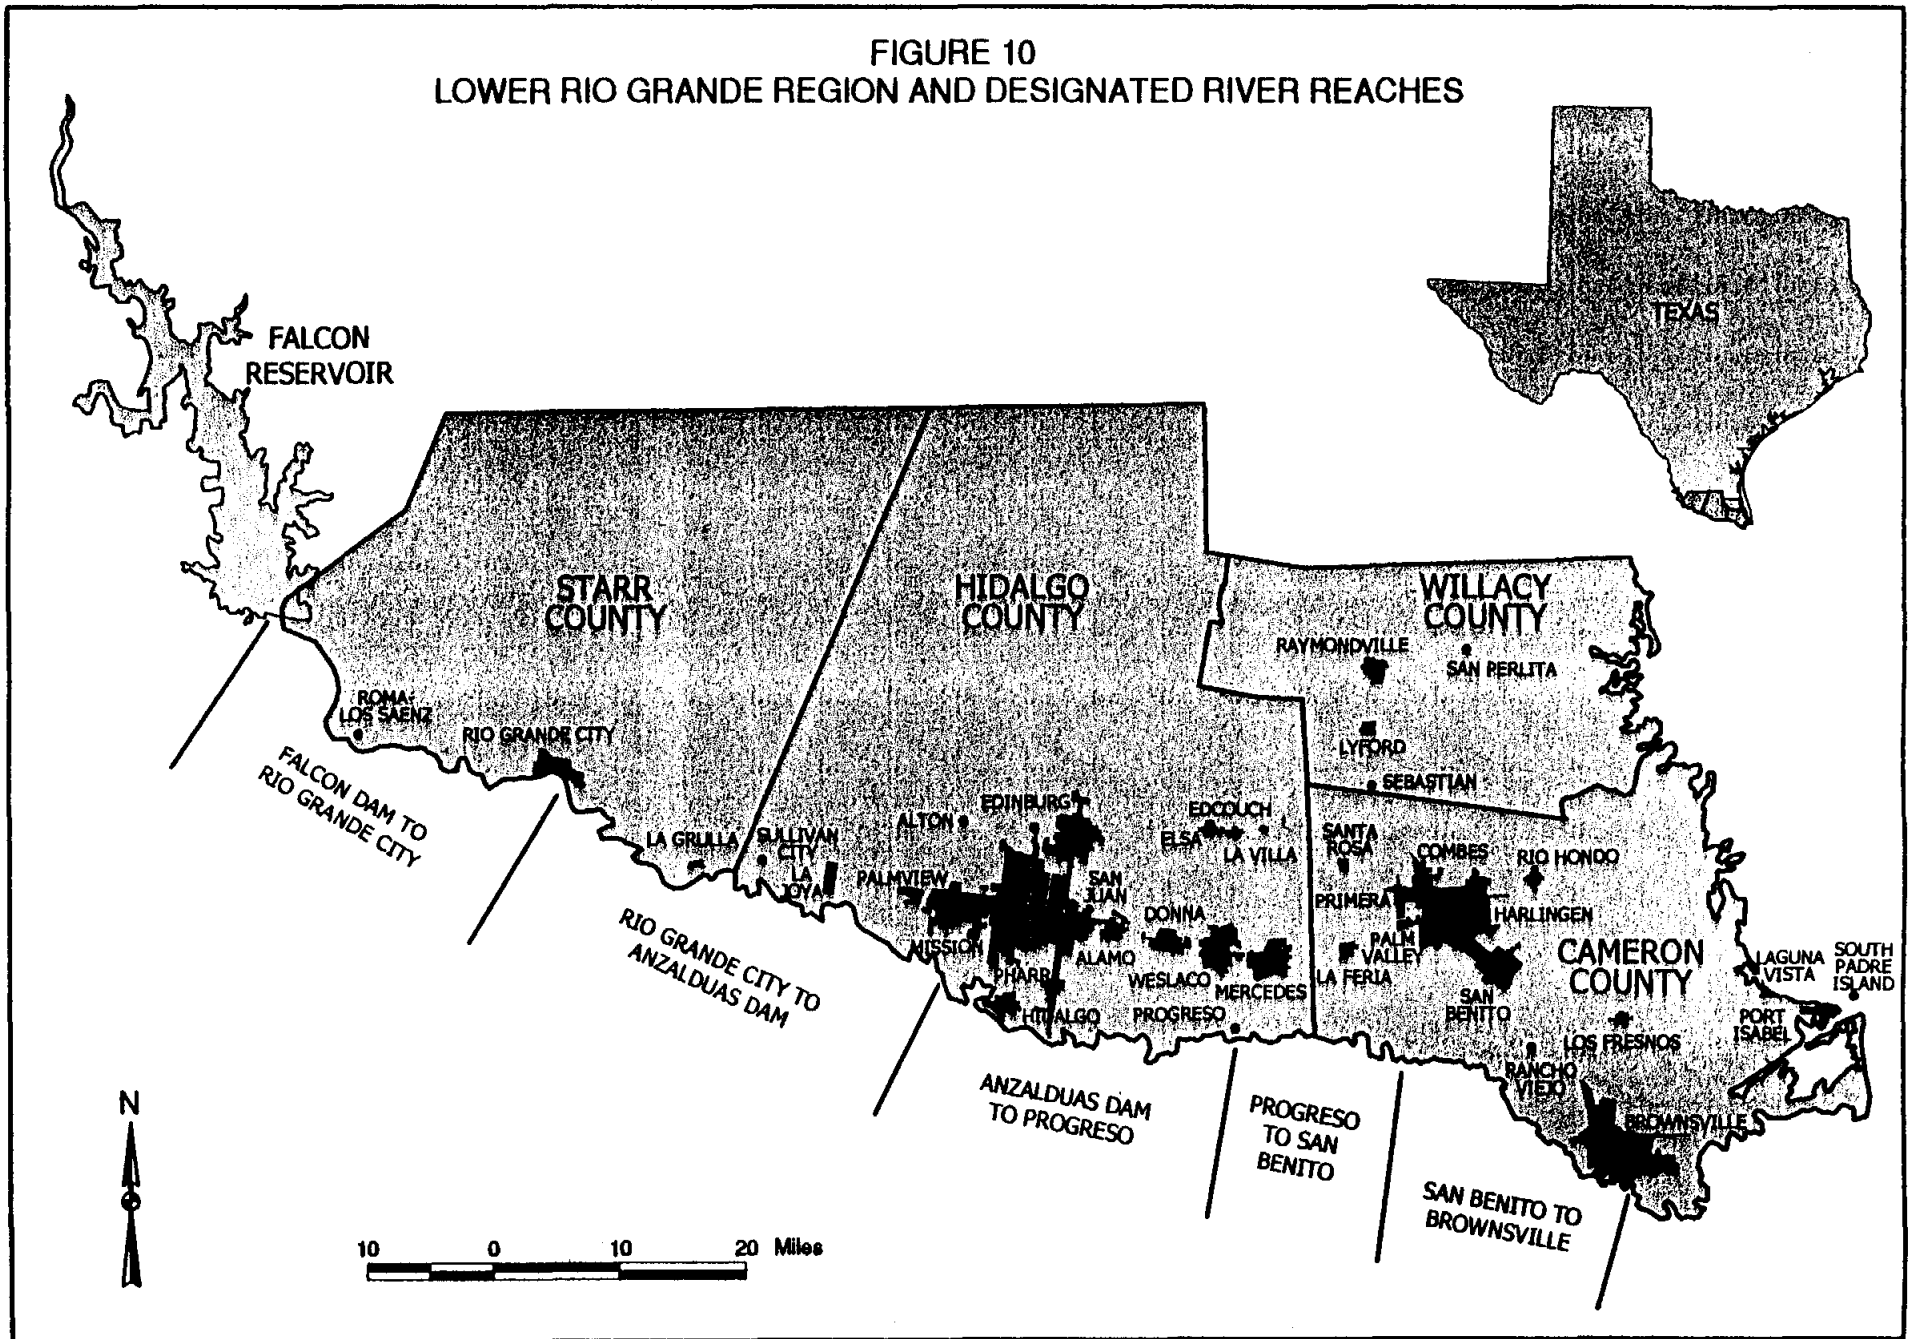 FIGURE 10
LOWER RIO GRANDE REGION AND DESIGNATED RIVER REACHES
TEXAS
FALCON
RESERVOIR
STARR
COUNTY
HIDALGO
COUNTY
WILLACY
COUNTY
RAYMONDVILLE
SAN PERLITA
LYFORD
SEBASTIAN
ROMA-
LOS SAENZ
RIO GRANDE CITY
LA GRULLA
SULLIVAN
CITY
LA
JOYA
ALTON
EDINBURG
EDCOUCH
ELSA
LA VILLA
PALMVIEW
SAN
JUAN
DONNA
MISSION
ALAMO
PHARR
WESLACO
MERCEDES
HIDALGO
PROGRESO
SANTA
ROSA
COMBES
RIO HONDO
PRIMERA
HARLINGEN
PALM
VALLEY
LA FERIA
CAMERON
COUNTY
SAN
BENITO
LAGUNA
VISTA
SOUTH
PADRE
ISLAND
PORT
ISABEL
LOS FRESNOS
RANCHO
VIEJO
BROWNSVILLE
FALCON DAM TO
RIO GRANDE CITY
RIO GRANDE CITY TO
ANZALDUAS DAM
ANZALDUAS DAM
TO PROGRESO
PROGRESO
TO SAN
BENITO
SAN BENITO TO
BROWNSVILLE
N
10 0 10 20 Miles